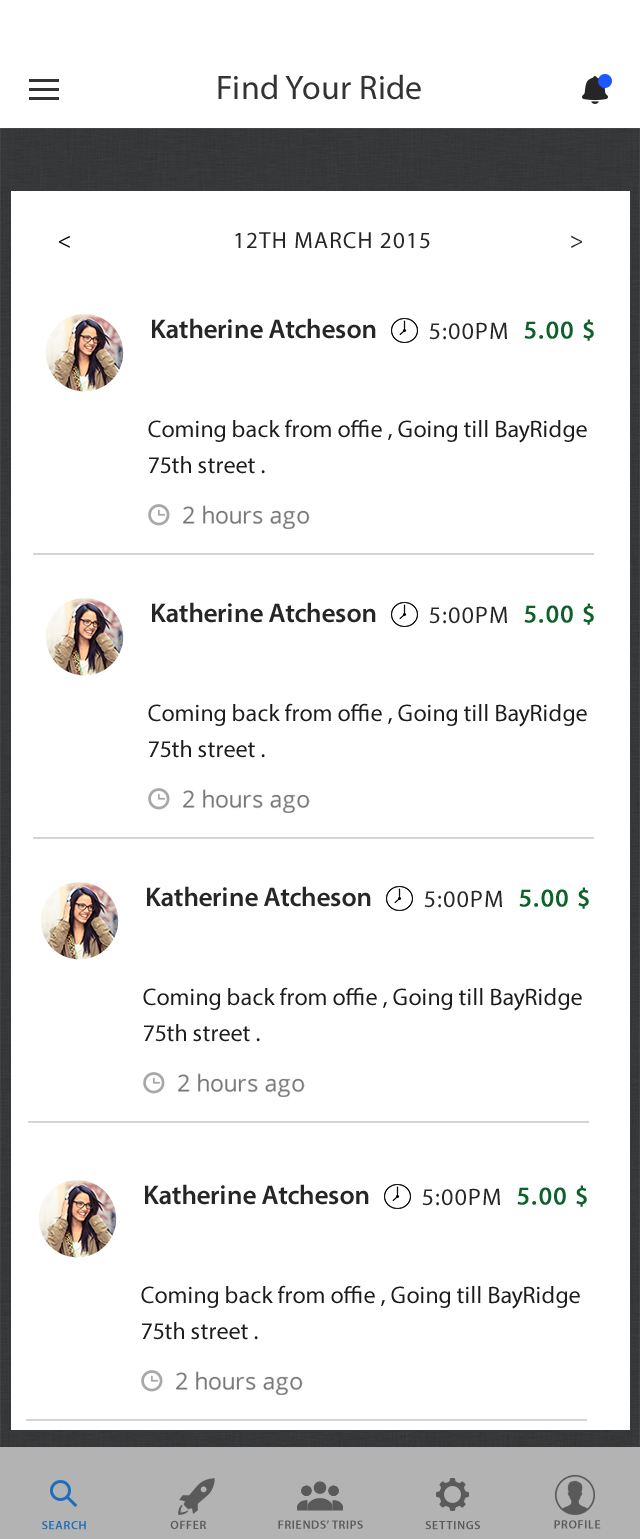 Find Your Ride
< 12TH MARCH 2015 >
Katherine Atcheson 5:00PM 5.00 $
Coming back from offie , Going till BayRidge
75th street .
2 hours ago
Katherine Atcheson 5:00PM 5.00 $
Coming back from offie , Going till BayRidge
75th street .
2 hours ago
Katherine Atcheson 5:00PM 5.00 $
Coming back from offie , Going till BayRidge
75th street .
2 hours ago
Katherine Atcheson 5:00PM 5.00 $
Coming back from offie , Going till BayRidge
75th street .
2 hours ago
SEARCH OFFER FRIENDS' TRIPS SETTINGS PROFILE